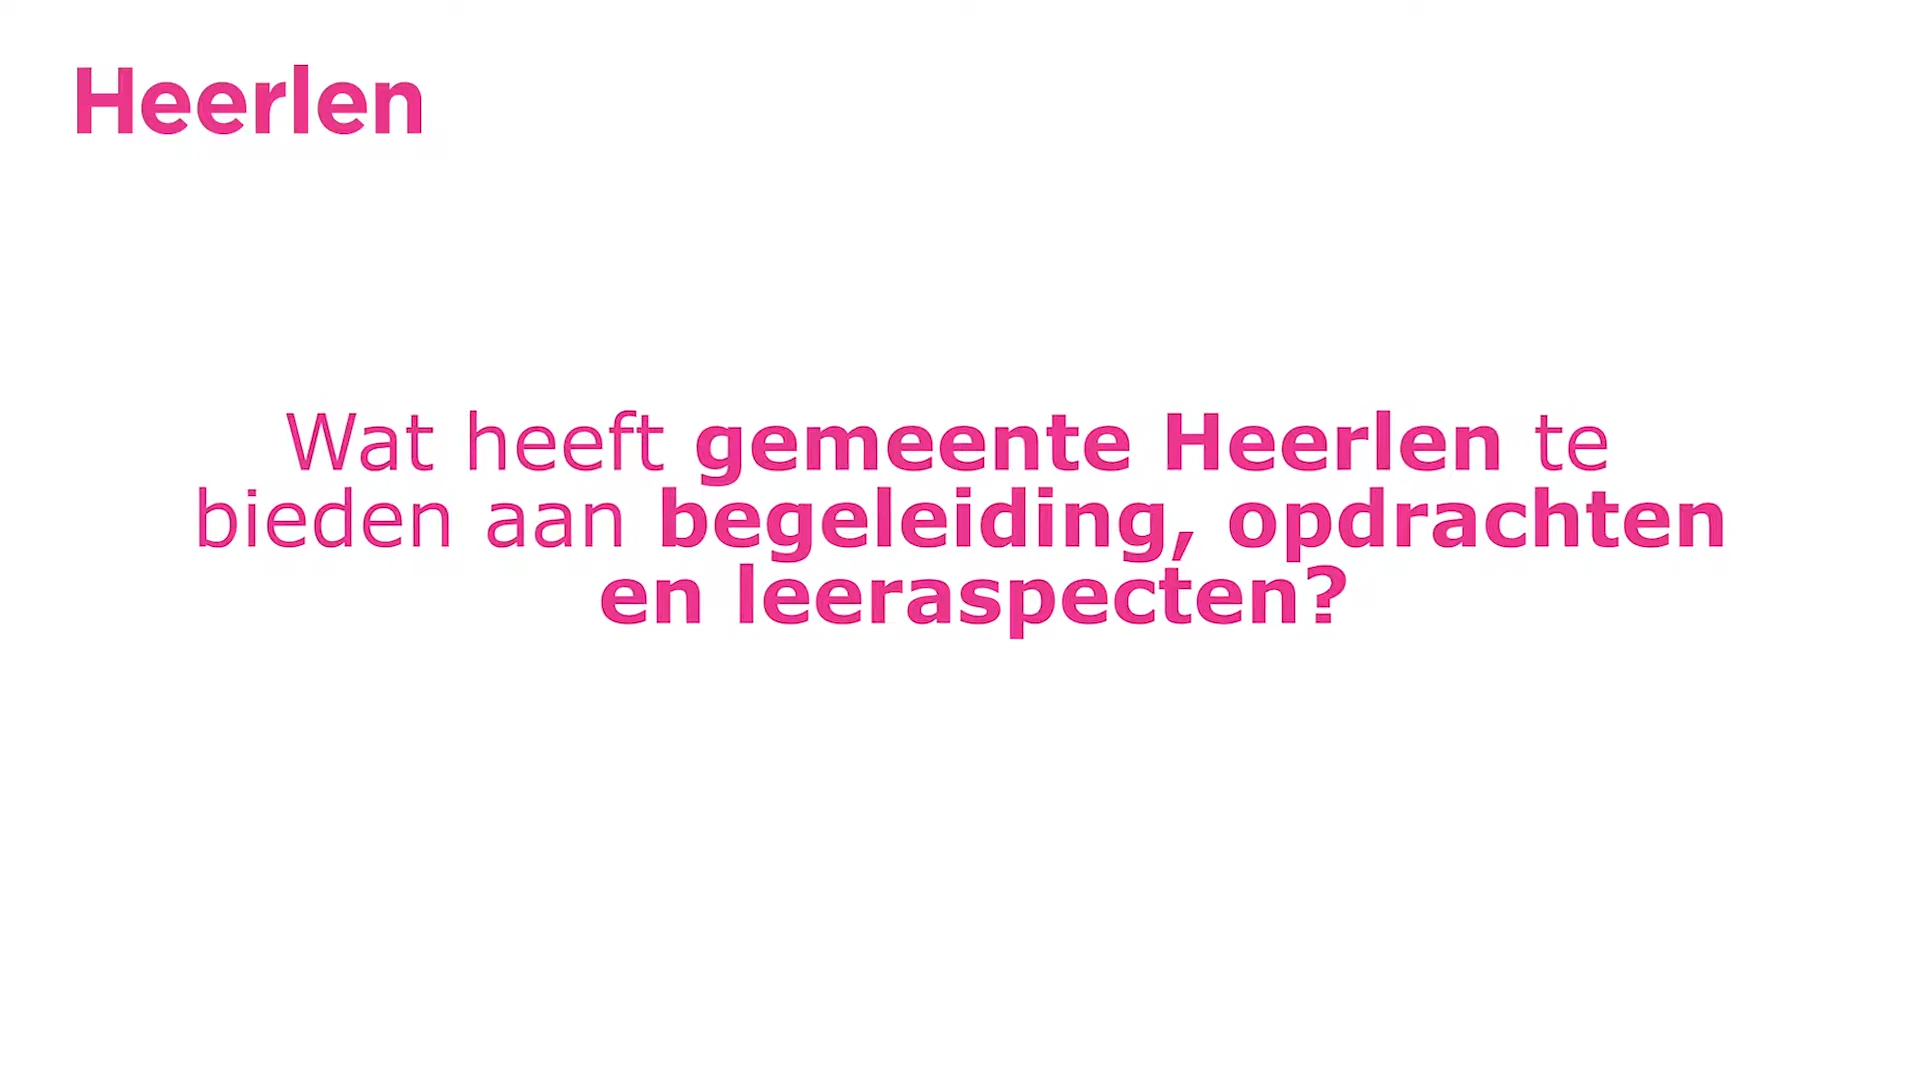 Heerlen
Wat heeft gemeente Heerlen te
bieden aan begeleiding, opdrachten
en leeraspecten?